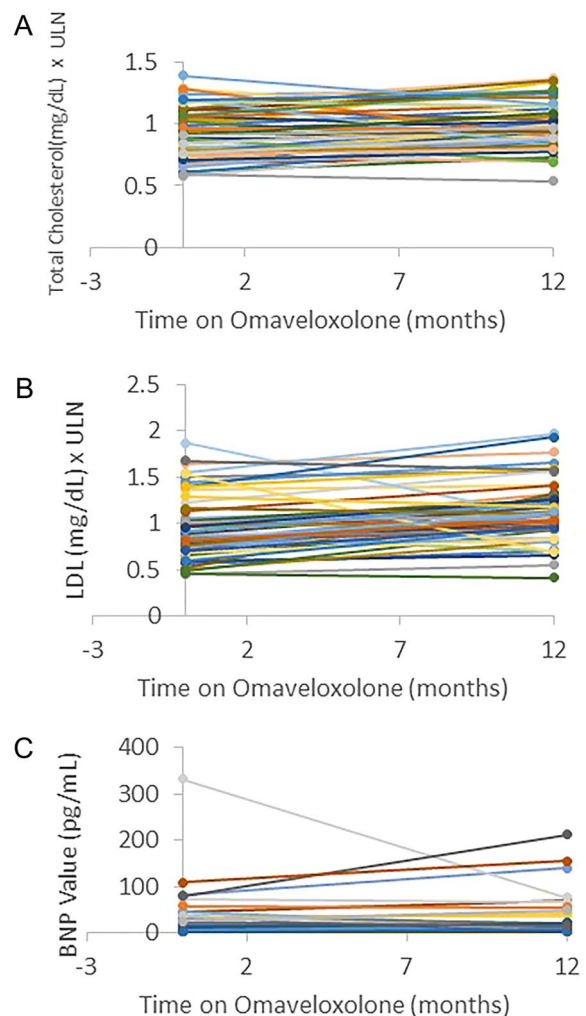 A
Total Cholesterol(mg/dL) x ULN
1.5
1
0.5
0
-3 2 7 12
Time on Omaveloxolone (months)
B
LDL (mg/dL) x ULN
2.5
2
1.5
1
0.5
0
-3 2 7 12
Time on Omaveloxolone (months)
C
BNP Value (pg/mL)
400
300
200
100
0
-3 2 7 12
Time on Omaveloxolone (months)